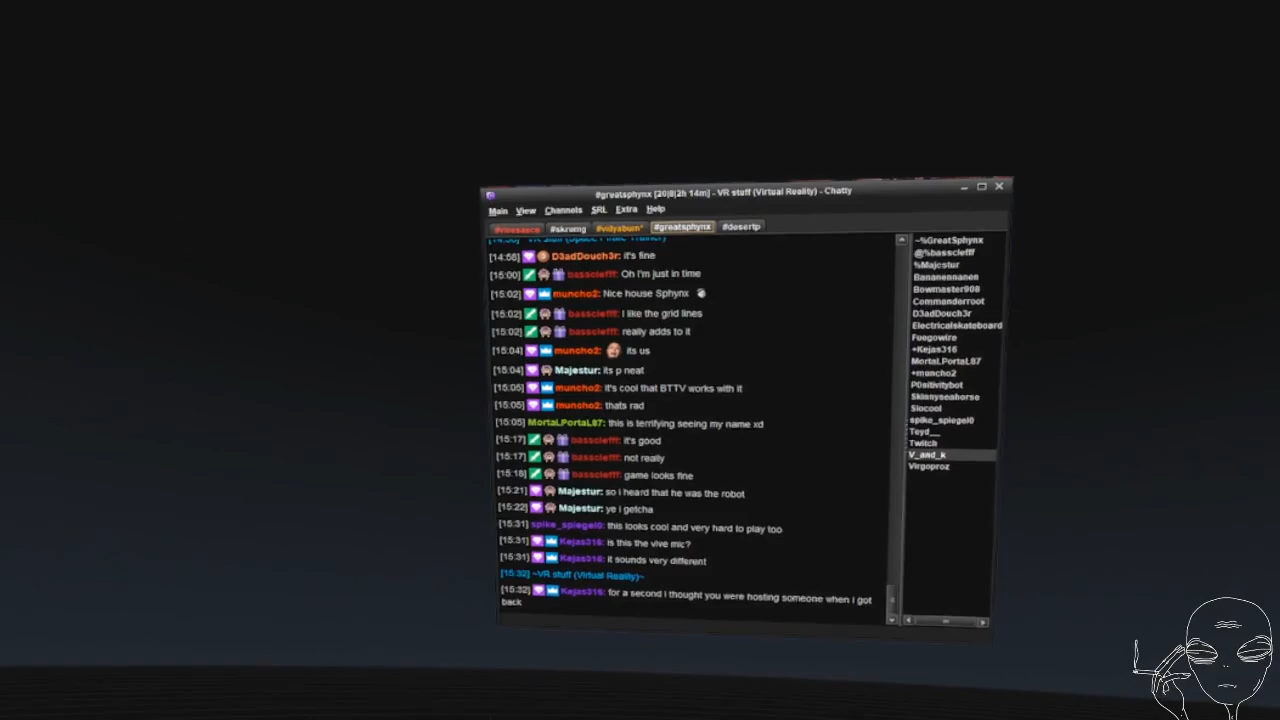 #greatsphynx [20|8|2h 14m] - VR stuff (Virtual Reality) - Chatty
Main View Channels SRL Extra Help
#skrumg #vidyaburn* #greatsphynx #desertp
[14:56] D3adDouch3r: it's fine
[15:00] basscleff: Oh I'm just in time
[15:02] muncho2: Nice house Sphynx
[15:02] basscleff: I like the grid lines
[15:02] basscleff: really adds to it
[15:04] muncho2: its us
[15:04] Majestur: its p neat
[15:05] muncho2: it's cool that BTTV works with it
[15:05] muncho2: thats rad
[15:05] MortaLPortaL87: this is terrifying seeing my name xd
[15:17] basscleff: it's good
[15:17] basscleff: not really
[15:18] basscleff: game looks fine
[15:21] Majestur: so i heard that he was the robot
[15:22] Majestur: ye i getcha
[15:31] spike_spiegel0: this looks cool and very hard to play too
[15:31] Kejas316: is this the vive mic?
[15:31] Kejas316: it sounds very different
[15:32] ~VR stuff (Virtual Reality)~
[15:32] Kejas316: for a second i thought you were hosting someone when i got
back
~%GreatSphynx
@%basscleff
%Majestur
Bananennanen
Bowmaster908
Commanderroot
D3adDouch3r
Electricalskateboard
Fuegowire
+Kejas316
MortaLPortaL87
+muncho2
P0sitivitybot
Skinnyseahorse
Slocool
spike_spiegel0
Teyd__
Twitch
V_and_k
Virgoproz